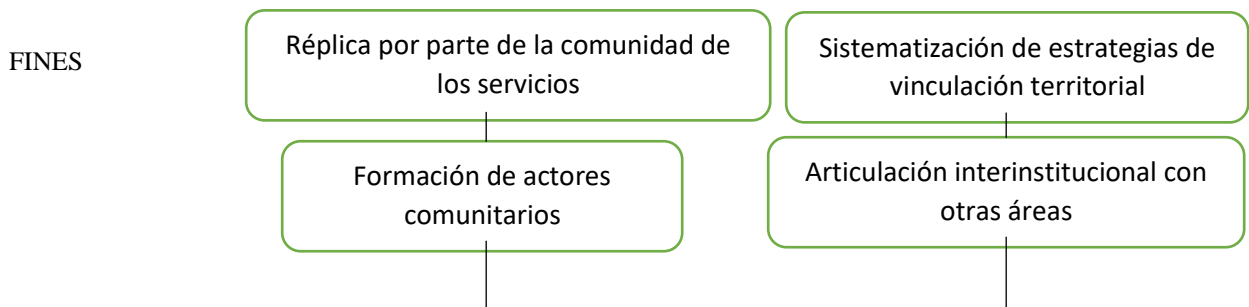 FINES
Réplica por parte de la comunidad de
los servicios
Sistematización de estrategias de
vinculación territorial
Formación de actores
comunitarios
Articulación interinstitucional con
otras áreas